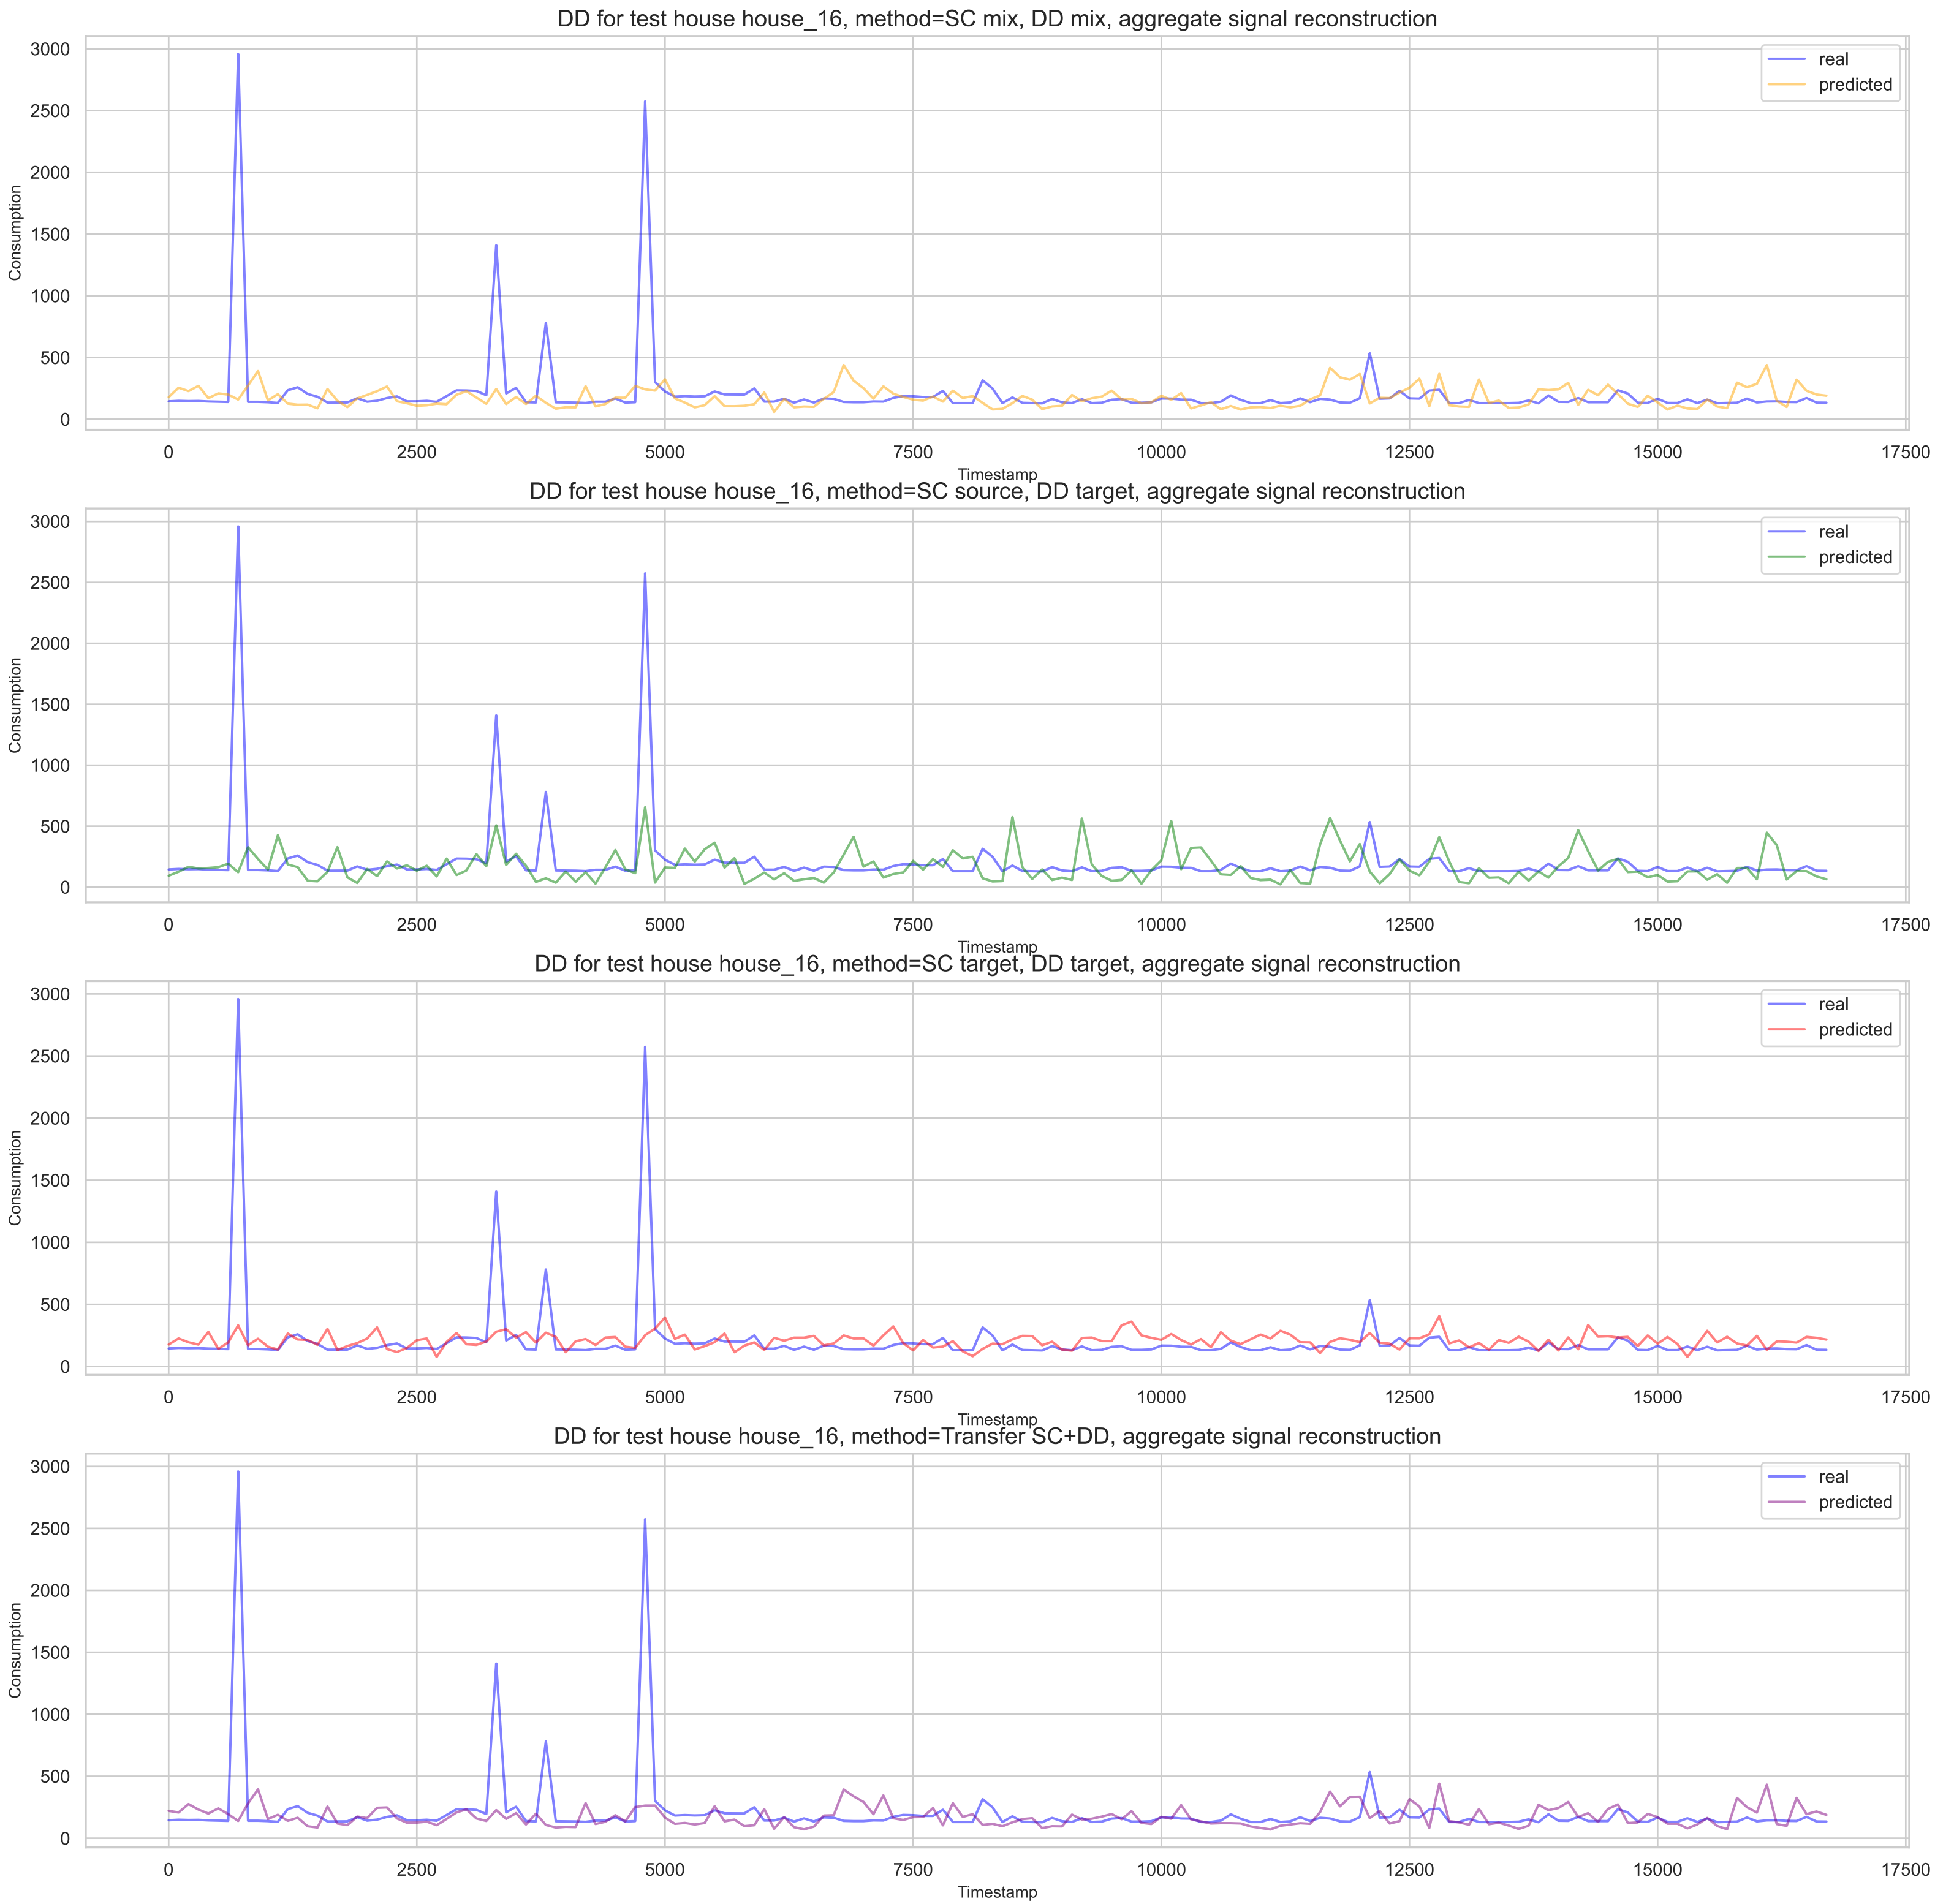 DD for test house house_16, method=SC mix, DD mix, aggregate signal reconstruction
3000
2500
2000
1500
1000
500
0
Consumption
real
predicted
0 2500 5000 7500 10000 12500 15000 17500
Timestamp
DD for test house house_16, method=SC source, DD target, aggregate signal reconstruction
3000
2500
2000
1500
1000
500
0
Consumption
real
predicted
0 2500 5000 7500 10000 12500 15000 17500
Timestamp
DD for test house house_16, method=SC target, DD target, aggregate signal reconstruction
3000
2500
2000
1500
1000
500
0
Consumption
real
predicted
0 2500 5000 7500 10000 12500 15000 17500
Timestamp
DD for test house house_16, method=Transfer SC+DD, aggregate signal reconstruction
3000
2500
2000
1500
1000
500
0
Consumption
real
predicted
0 2500 5000 7500 10000 12500 15000 17500
Timestamp